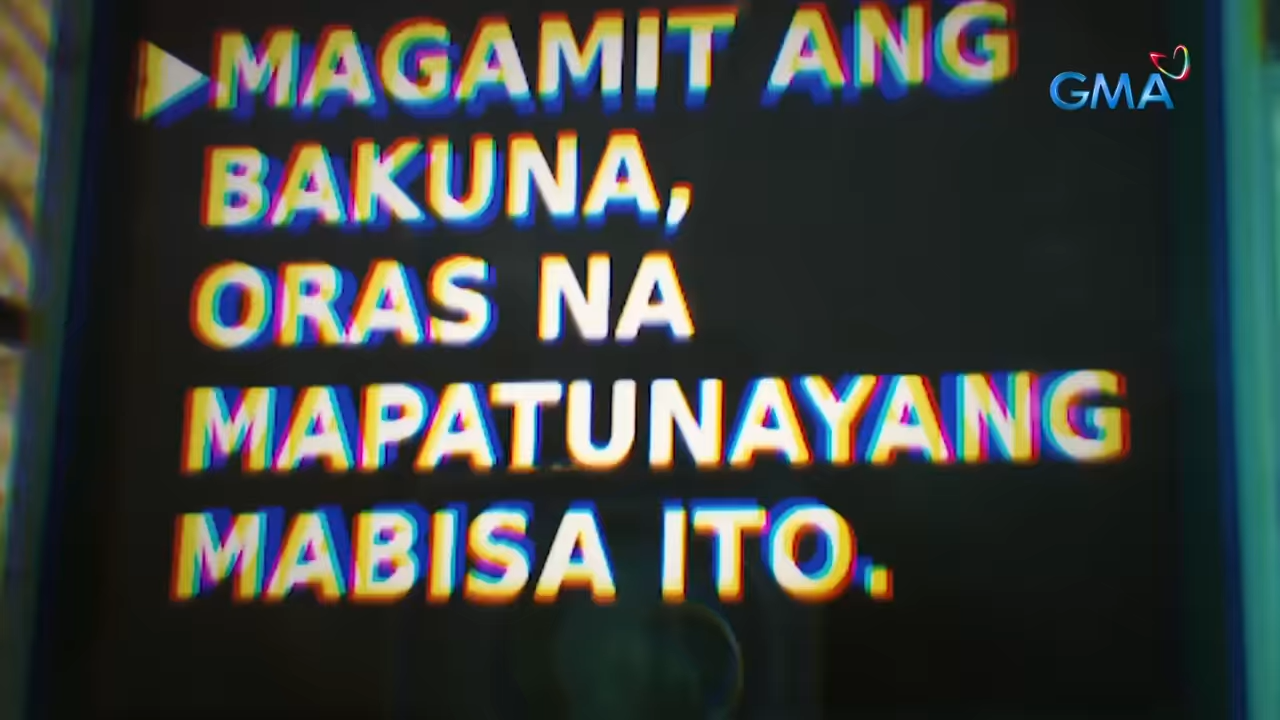 ▶MAGAMIT ANG
BAKUNA,
ORAS NA
MAPATUNAYANG
MABISA ITO.
GMA